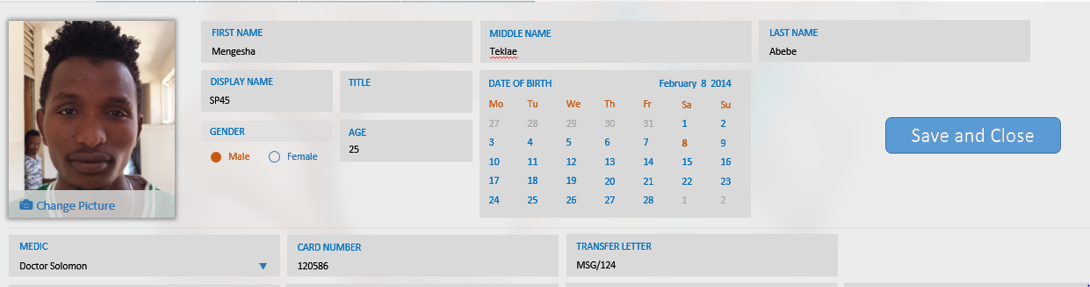 FIRST NAME
Mengesha
MIDDLE NAME
Teklae
LAST NAME
Abebe
DISPLAY NAME
SP45
TITLE
GENDER
Male Female
AGE
25
DATE OF BIRTH February 8 2014
Mo Tu We Th Fr Sa Su
27 28 29 30 31 1 2
3 4 5 6 7 8 9
10 11 12 13 14 15 16
17 18 19 20 21 22 23
24 25 26 27 28 1 2
Save and Close
Change Picture
MEDIC
Doctor Solomon
CARD NUMBER
120586
TRANSFER LETTER
MSG/124